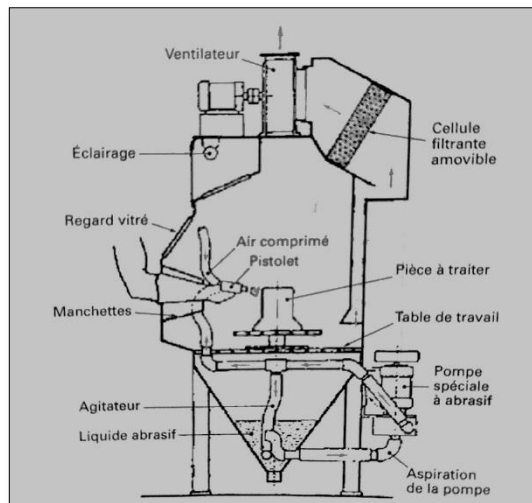 Ventilateur
Cellule
filtrante
amovible
Éclairage
Regard vitré
Air comprimé
Pistolet
Pièce à traiter
Manchettes
Table de travail
Pompe
spéciale
à abrasif
Agitateur
Liquide abrasif
Aspiration
de la pompe